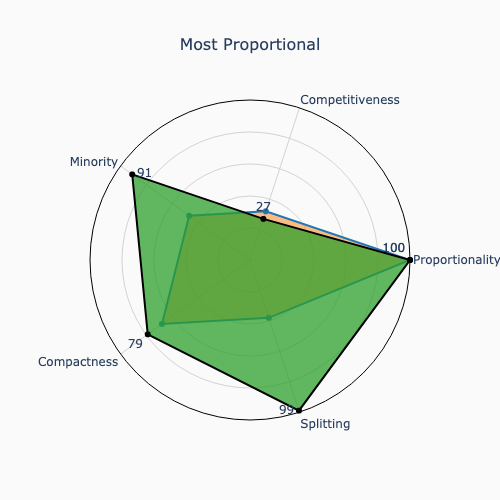 Most Proportional
Competitiveness
Minority
91
27
100
Proportionality
79
Compactness
99
Splitting